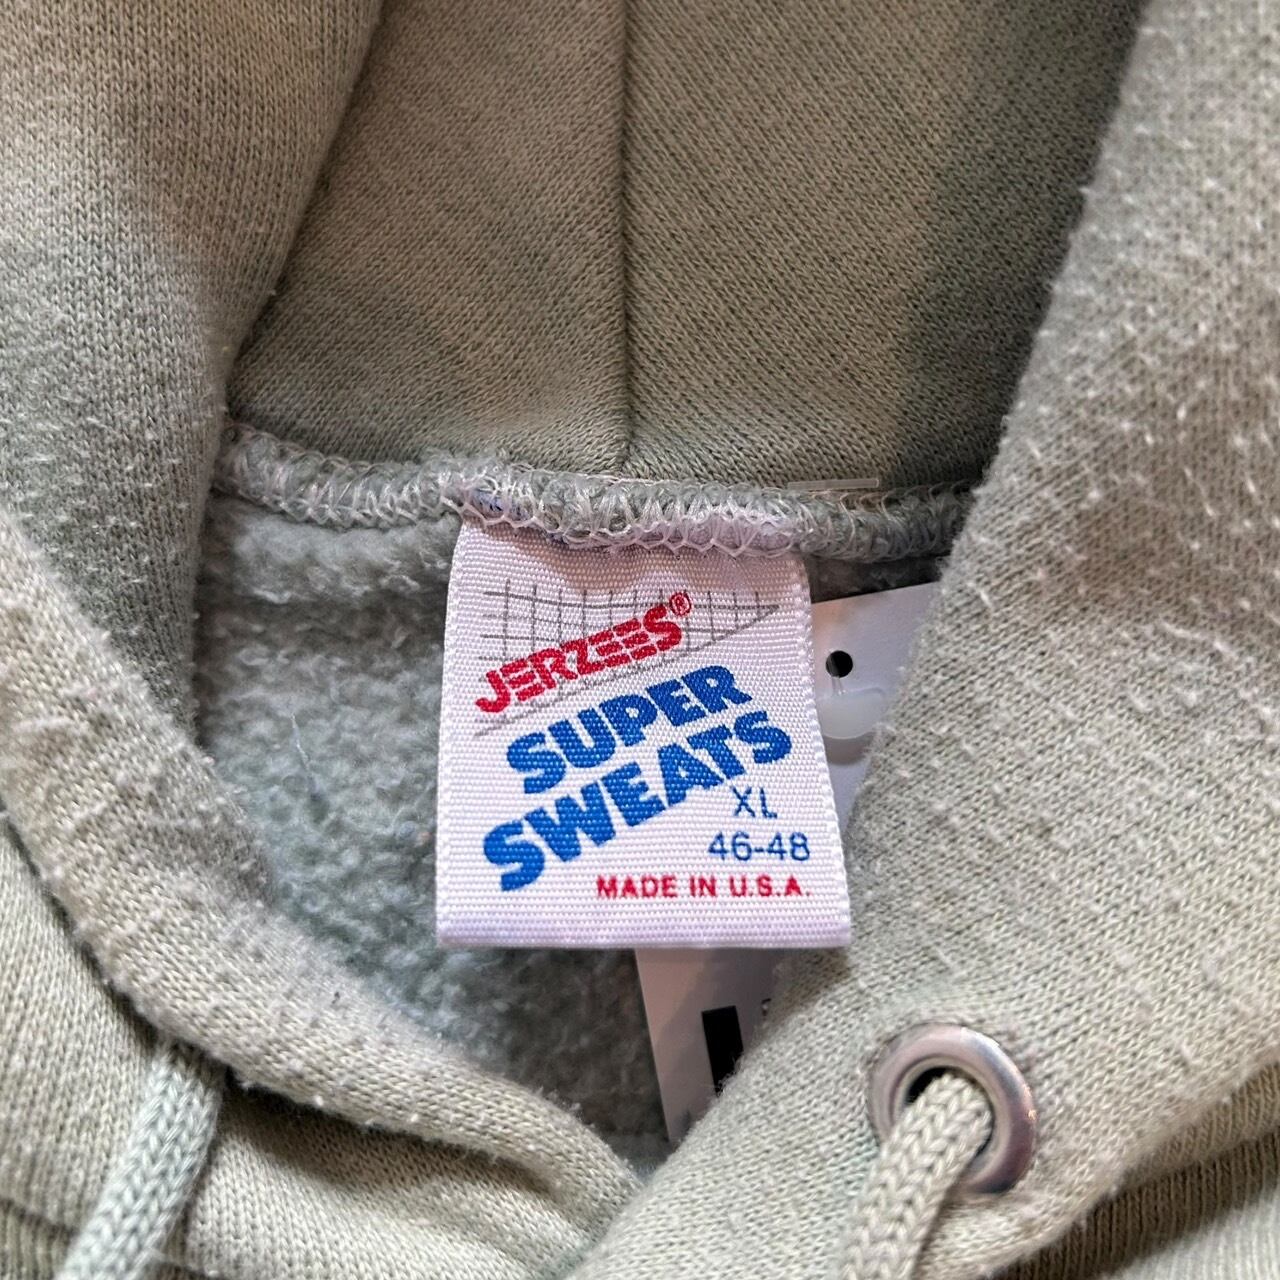 JERZEES®
SUPER
SWEATS
XL
46-48
MADE IN U.S.A